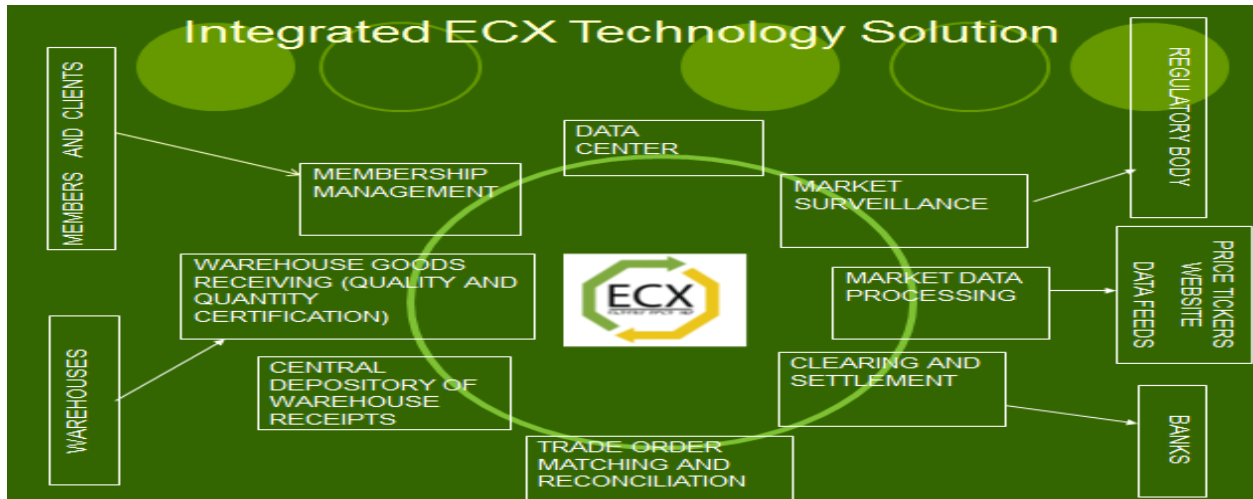 Integrated ECX Technology Solution
MEMBERS AND CLIENTS
REGULATORY BODY
DATA
CENTER
MEMBERSHIP
MANAGEMENT
MARKET
SURVEILLANCE
WAREHOUSE GOODS
RECEIVING (QUALITY AND
QUANTITY
CERTIFICATION)
ECX
MARKET DATA
PROCESSING
PRICE TICKERS
WEBSITE
DATA FEEDS
WAREHOUSES
CENTRAL
DEPOSITORY OF
WAREHOUSE
RECEIPTS
CLEARING AND
SETTLEMENT
BANKS
TRADE ORDER
MATCHING AND
RECONCILIATION